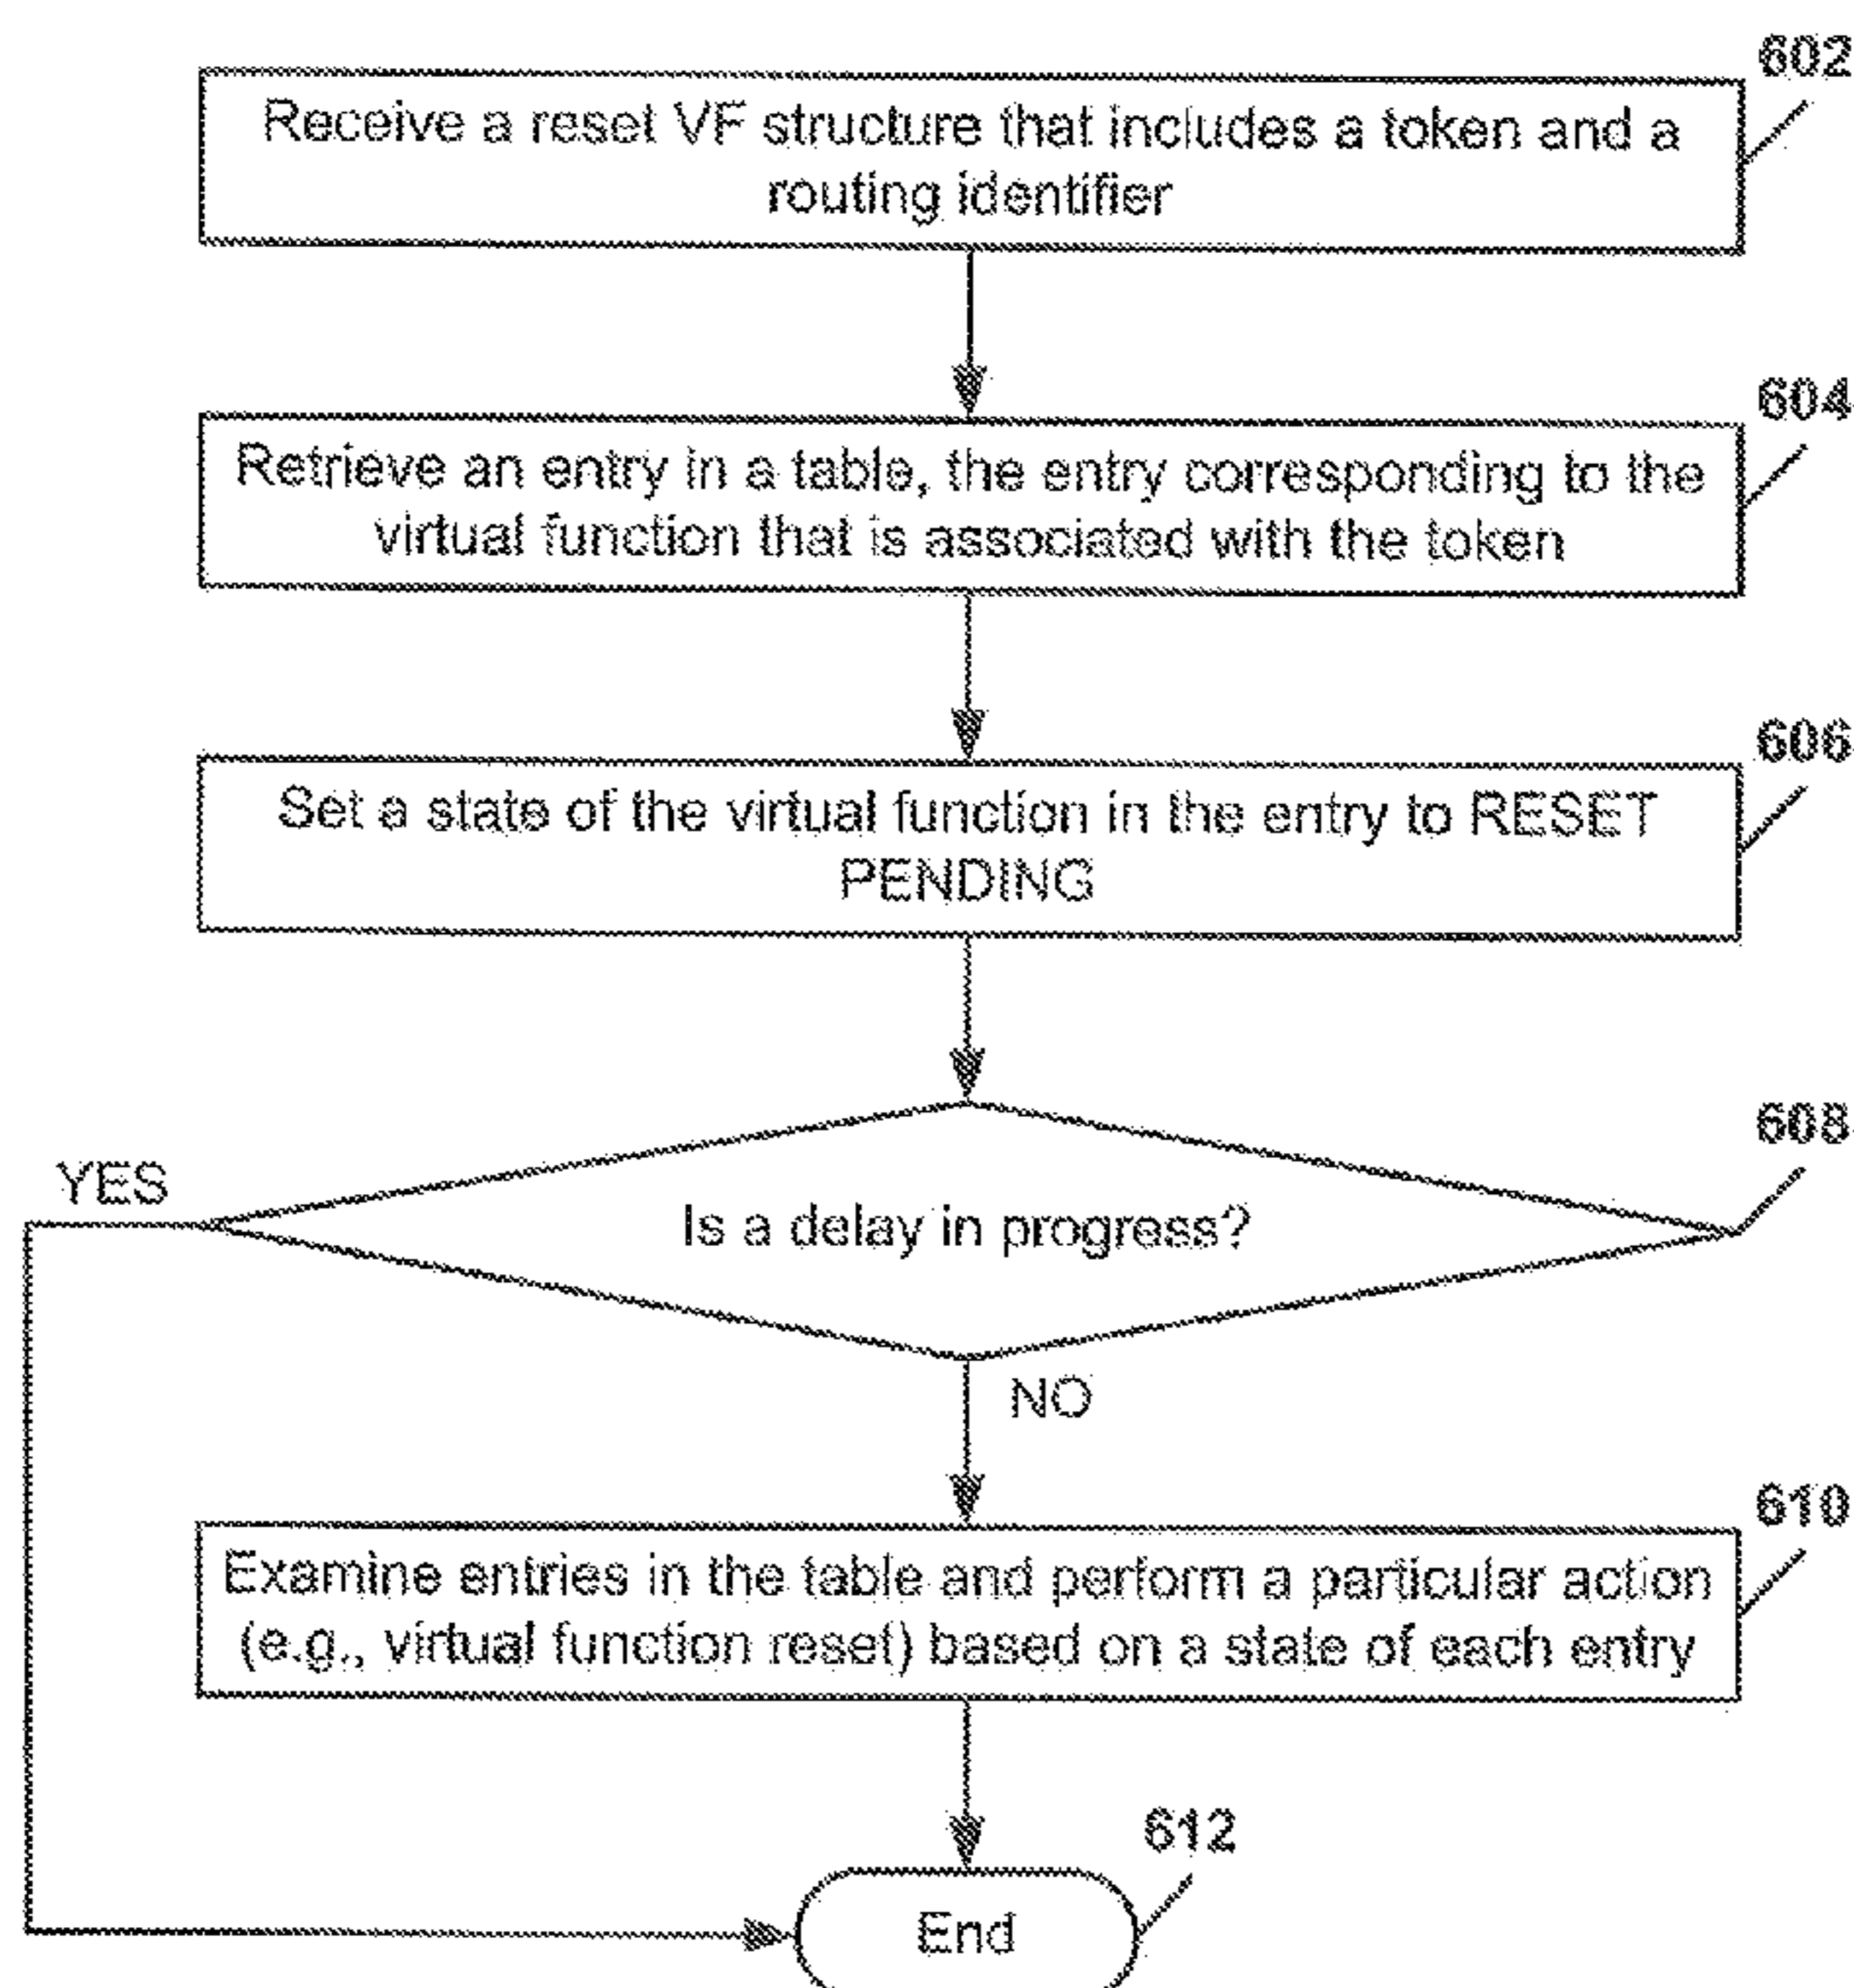 602
Receive a reset VF structure that includes a token and a
routing identifier
604
Retrieve an entry in a table, the entry corresponding to the
virtual function that is associated with the token
606
Set a state of the virtual function in the entry to RESET
PENDING
608
YES
Is a delay in progress?
NO
610
Examine entries in the table and perform a particular action
(e.g., virtual function reset) based on a state of each entry
612
End